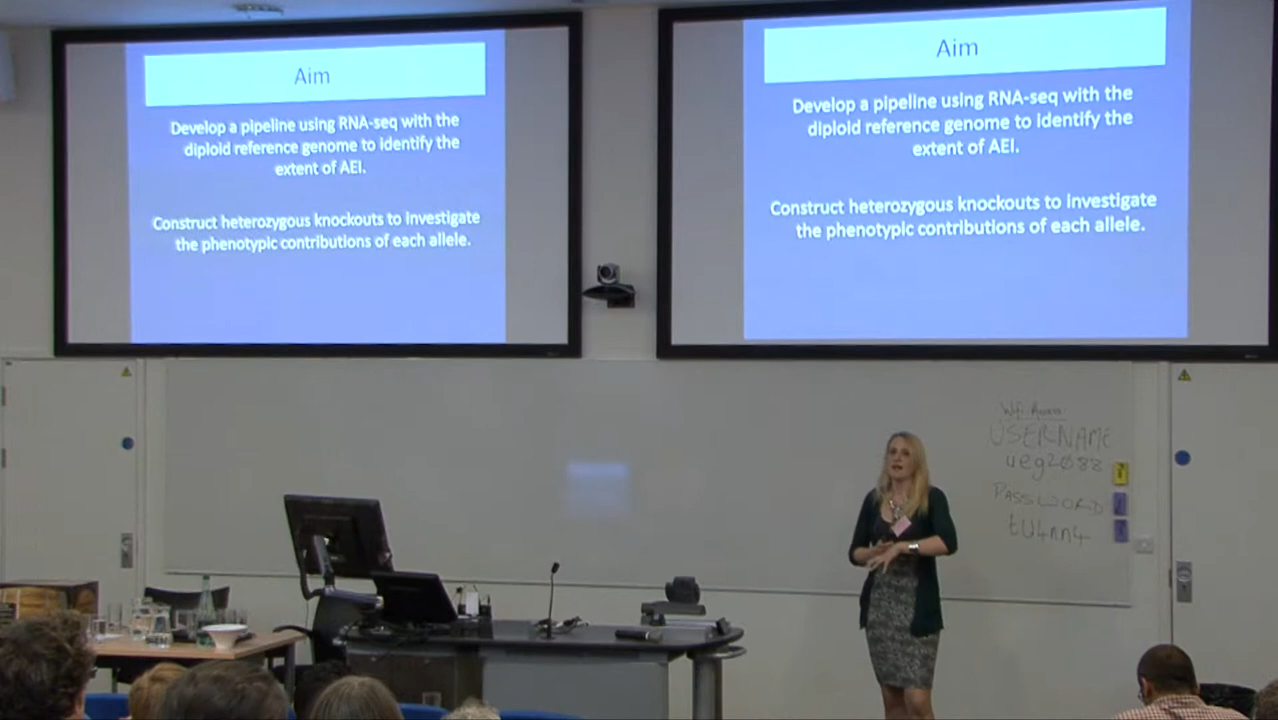 Aim
Develop a pipeline using RNA-seq with the
diploid reference genome to identify the
extent of AEI.
Construct heterozygous knockouts to investigate
the phenotypic contributions of each allele.
Aim
Develop a pipeline using RNA-seq with the
diploid reference genome to identify the
extent of AEI.
Construct heterozygous knockouts to investigate
the phenotypic contributions of each allele.
Wifi
USERNAME
ueg2088
PASSWORD
tU4nn4